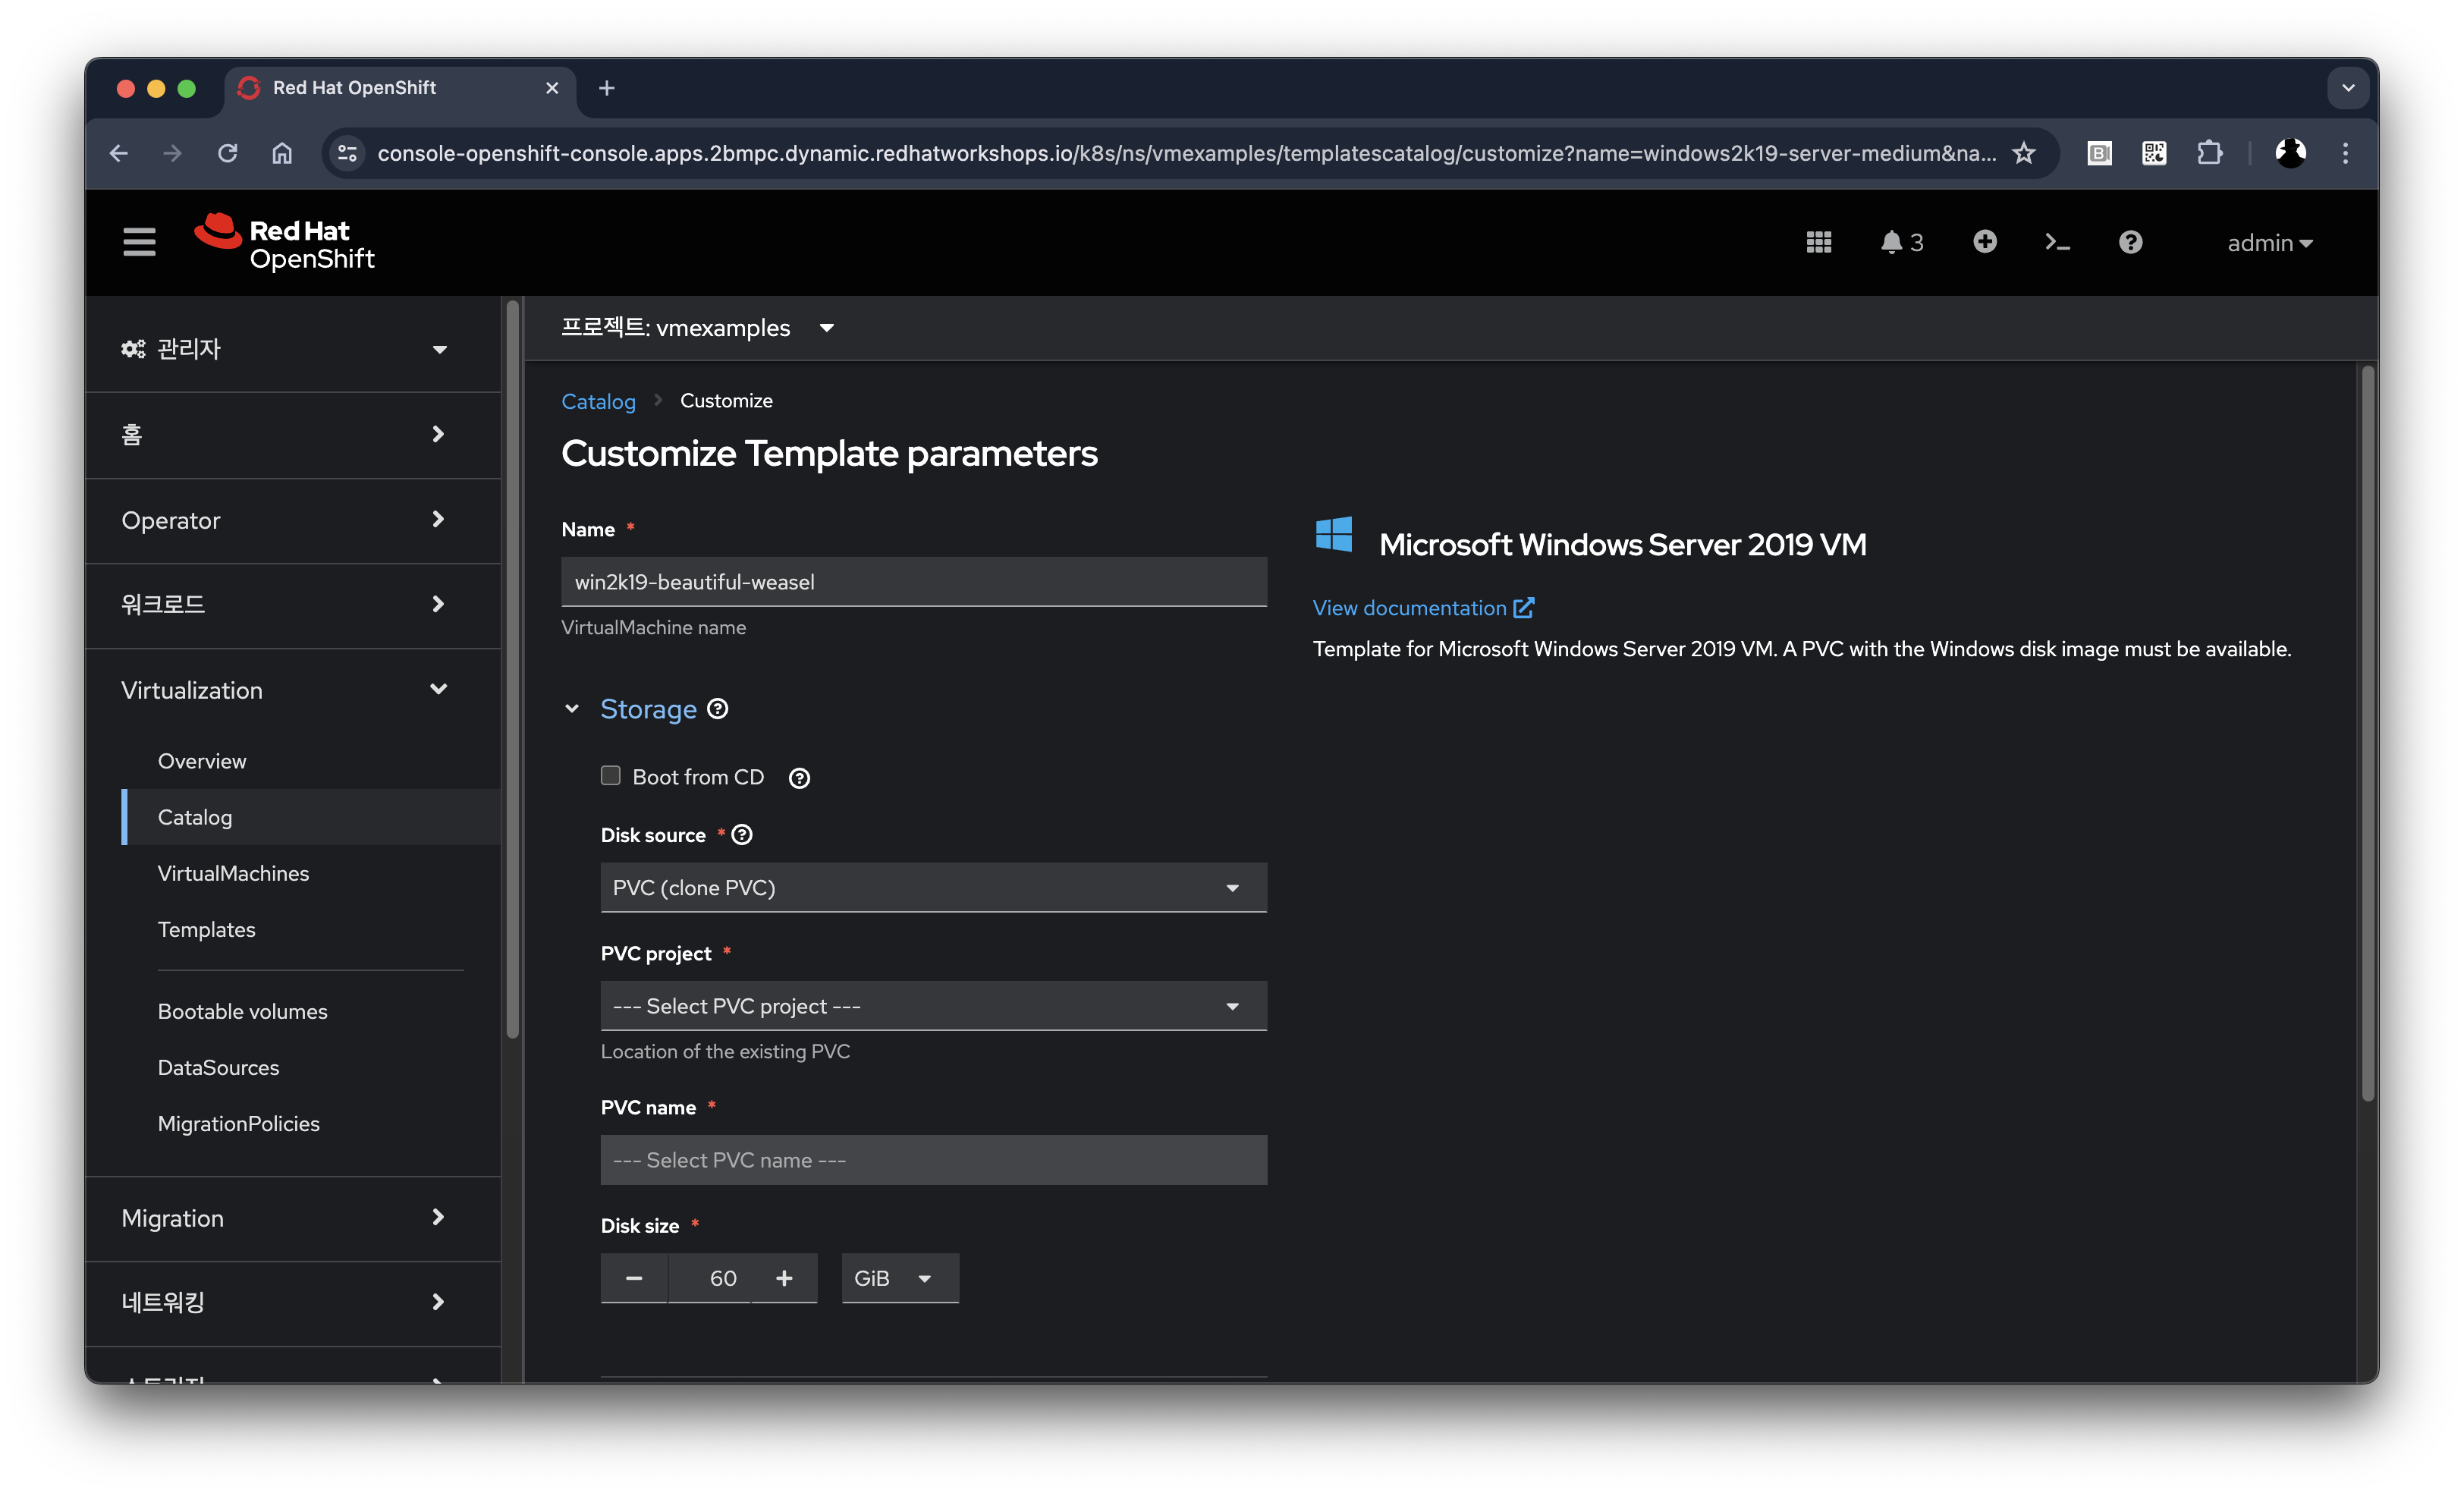 Red Hat OpenShift
console-openshift-console.apps.2bmpc.dynamic.redhatworkshops.io/k8s/ns/vmexamples/templatescatalog/customize?name=windows2k19-server-medium&na...
Red Hat
OpenShift
3
admin
관리자
홈
Operator
워크로드
Virtualization
Overview
Catalog
VirtualMachines
Templates
Bootable volumes
DataSources
MigrationPolicies
Migration
네트워킹
프로젝트: vmexamples
Catalog
Customize
Customize Template parameters
Name *
win2k19-beautiful-weasel
VirtualMachine name
Storage
Boot from CD
Disk source *
PVC (clone PVC)
PVC project *
--- Select PVC project ---
Location of the existing PVC
PVC name *
--- Select PVC name ---
Disk size *
60
GiB
Microsoft Windows Server 2019 VM
View documentation
Template for Microsoft Windows Server 2019 VM. A PVC with the Windows disk image must be available.